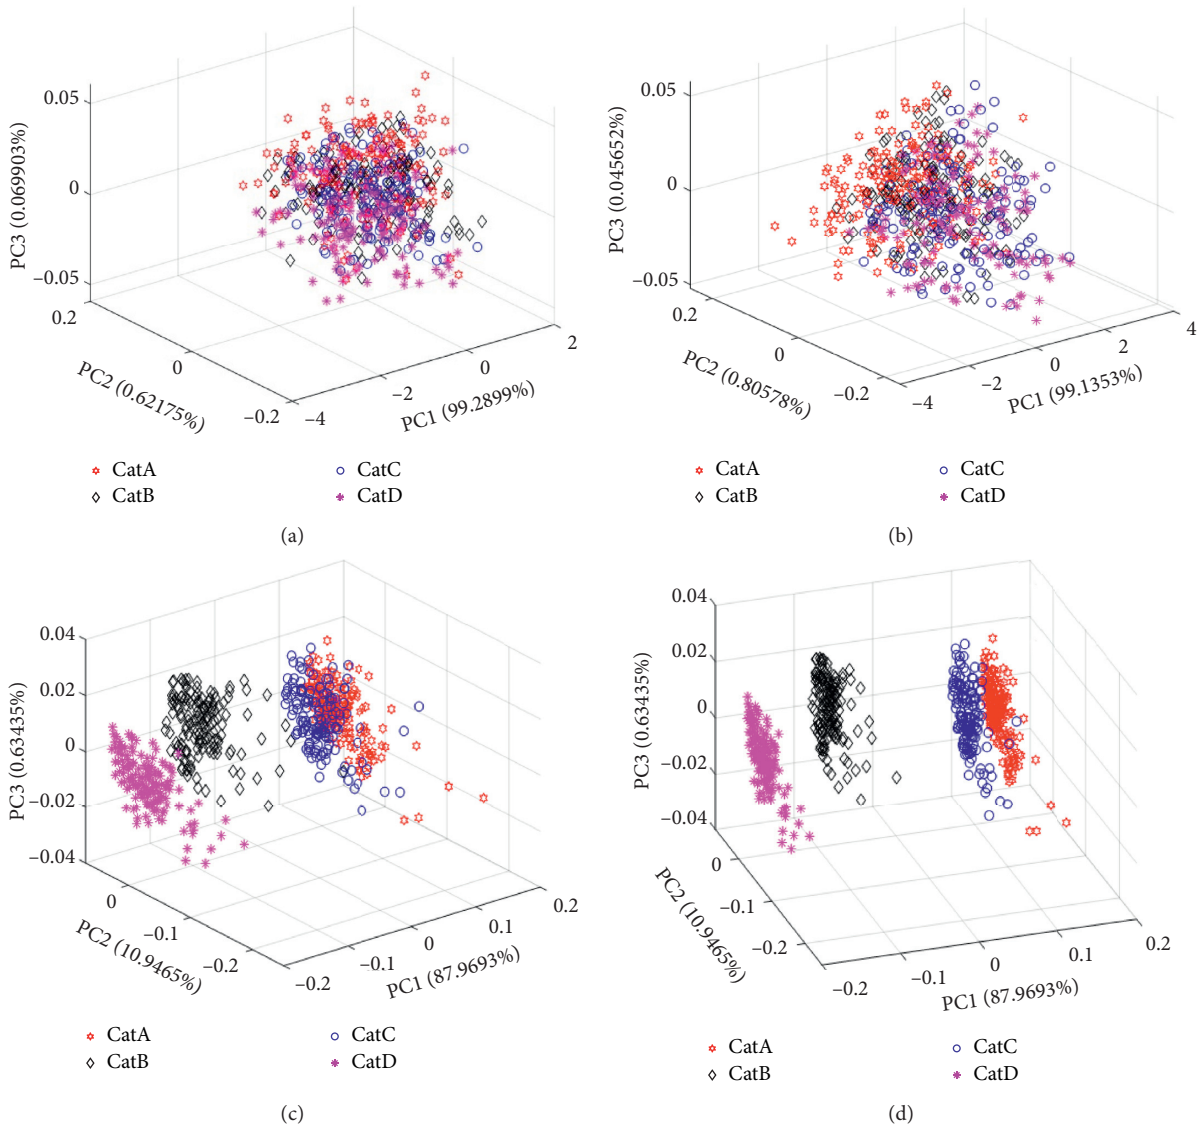 0.05
0
−0.05
PC3 (0.069903%)
0.2
0
−0.2
PC2 (0.62175%)
−4
−2
0
2
PC1 (99.2899%)
CatA
CatB
CatC
CatD
(a)
0.05
0
−0.05
PC3 (0.045652%)
0.2
0
−0.2
PC2 (0.80578%)
−4
−2
0
2
4
PC1 (99.1353%)
CatA
CatB
CatC
CatD
(b)
0.04
0.02
0
−0.02
−0.04
PC3 (0.63435%)
0
−0.1
−0.2
PC2 (10.9465%)
−0.2
−0.1
0
0.1
0.2
PC1 (87.9693%)
CatA
CatB
CatC
CatD
(c)
0.04
0.02
0
−0.02
−0.04
PC3 (0.63435%)
0
−0.1
−0.2
PC2 (10.9465%)
−0.2
−0.1
0
0.1
0.2
PC1 (87.9693%)
CatA
CatB
CatC
CatD
(d)